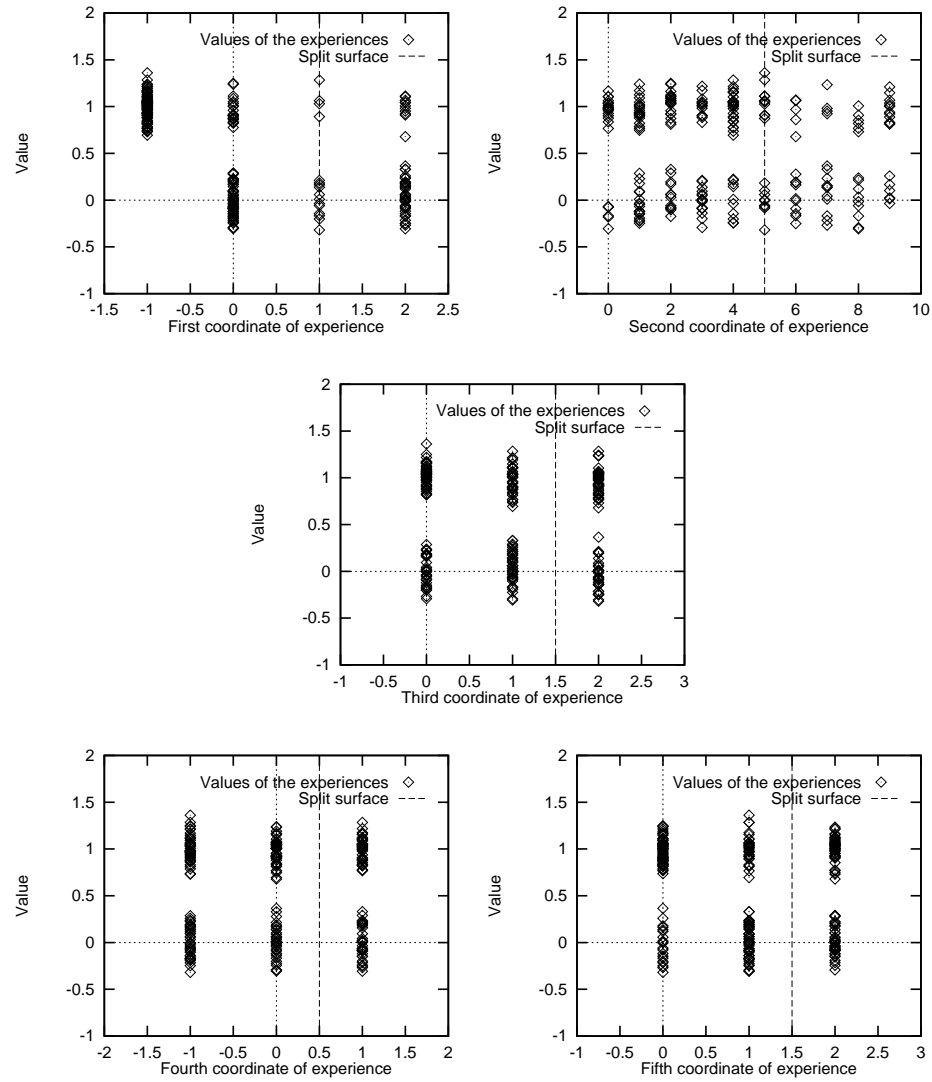 2
1.5
1
0.5
0
-0.5
-1
-1.5 -1 -0.5 0 0.5 1 1.5 2 2.5
Value
First coordinate of experience
Values of the experiences
Split surface
2
1.5
1
0.5
0
-0.5
-1
0 2 4 6 8 10
Value
Second coordinate of experience
Values of the experiences
Split surface
2
1.5
1
0.5
0
-0.5
-1
-1 -0.5 0 0.5 1 1.5 2 2.5 3
Value
Third coordinate of experience
Values of the experiences
Split surface
2
1.5
1
0.5
0
-0.5
-1
-2 -1.5 -1 -0.5 0 0.5 1 1.5 2
Value
Fourth coordinate of experience
Values of the experiences
Split surface
2
1.5
1
0.5
0
-0.5
-1
-1 -0.5 0 0.5 1 1.5 2 2.5 3
Value
Fifth coordinate of experience
Values of the experiences
Split surface